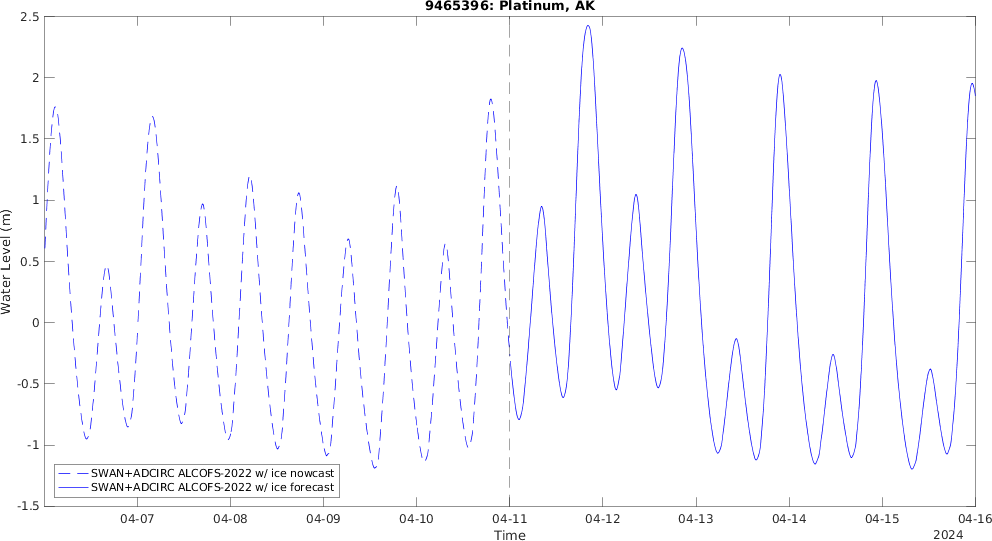 9465396: Platinum, AK
2.5
2
1.5
1
0.5
0
-0.5
-1
-1.5
Water Level (m)
SWAN+ADCIRC ALCOFS-2022 w/ ice nowcast
SWAN+ADCIRC ALCOFS-2022 w/ ice forecast
04-07 04-08 04-09 04-10 04-11 04-12 04-13 04-14 04-15 04-16
Time
2024